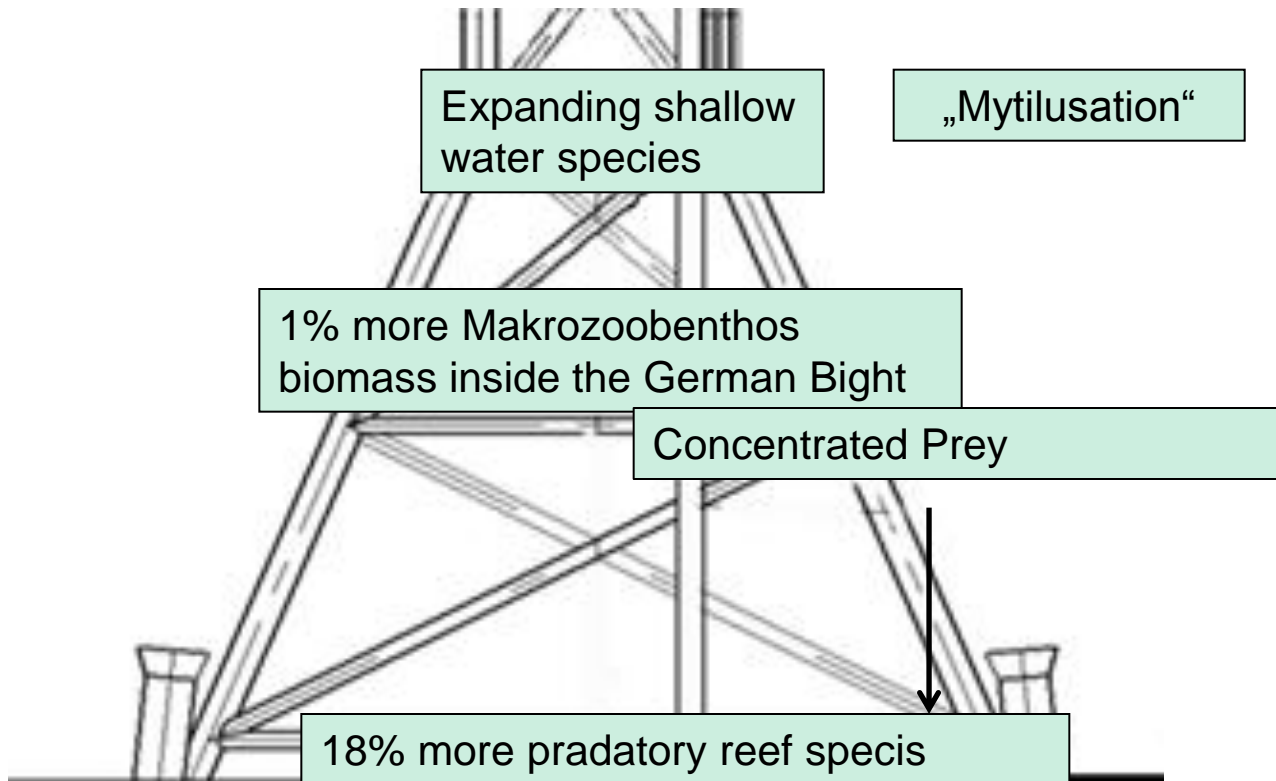 Expanding shallow
water species
„Mytilusation“
1% more Makrozoobenthos
biomass inside the German Bight
Concentrated Prey
18% more pradatory reef specis